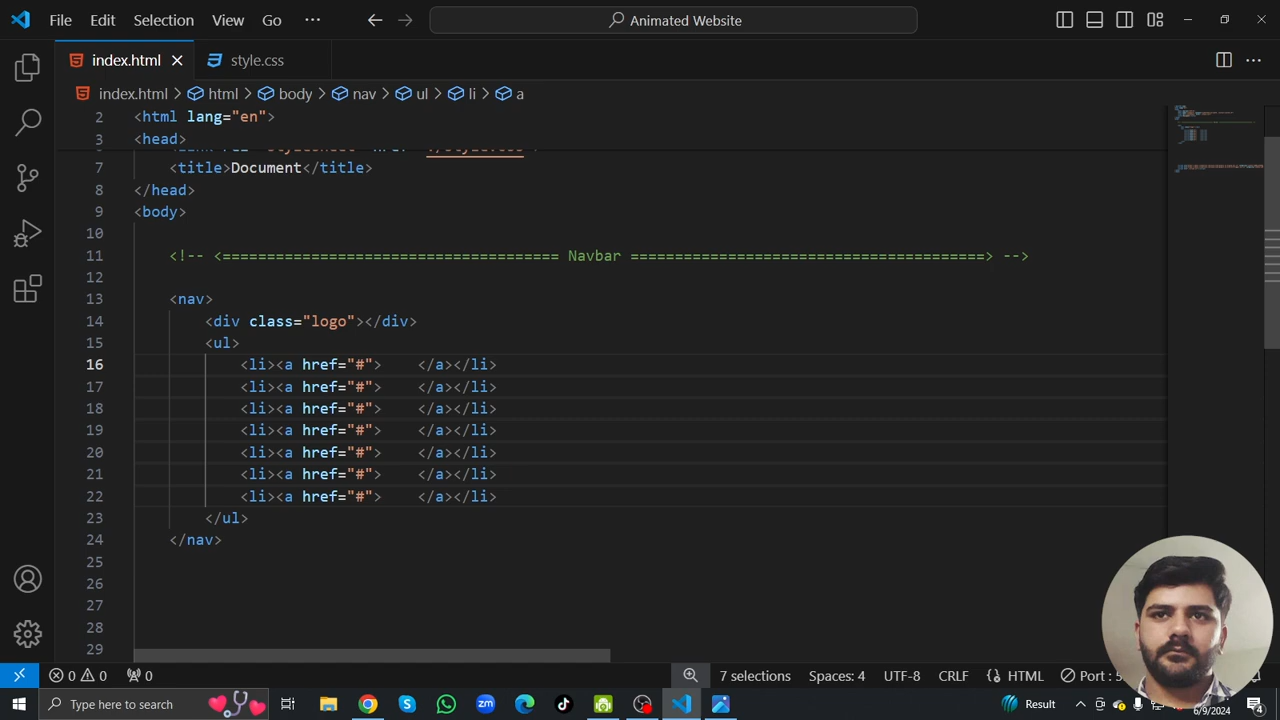 File Edit Selection View Go ··· Animated Website
index.html style.css
index.html > html > body > nav > ul > li > a
2 <html lang="en">
3 <head>
7 <title>Document</title>
8 </head>
9 <body>
10
11 <!-- <====================================== Navbar ========================================> -->
12
13 <nav>
14 <div class="logo"></div>
15 <ul>
16 <li><a href="#"> </a></li>
17 <li><a href="#"> </a></li>
18 <li><a href="#"> </a></li>
19 <li><a href="#"> </a></li>
20 <li><a href="#"> </a></li>
21 <li><a href="#"> </a></li>
22 <li><a href="#"> </a></li>
23 </ul>
24 </nav>
25
26
27
28
29
0 0 0 7 selections Spaces: 4 UTF-8 CRLF HTML Port :
Type here to search Result 6/9/2024 4